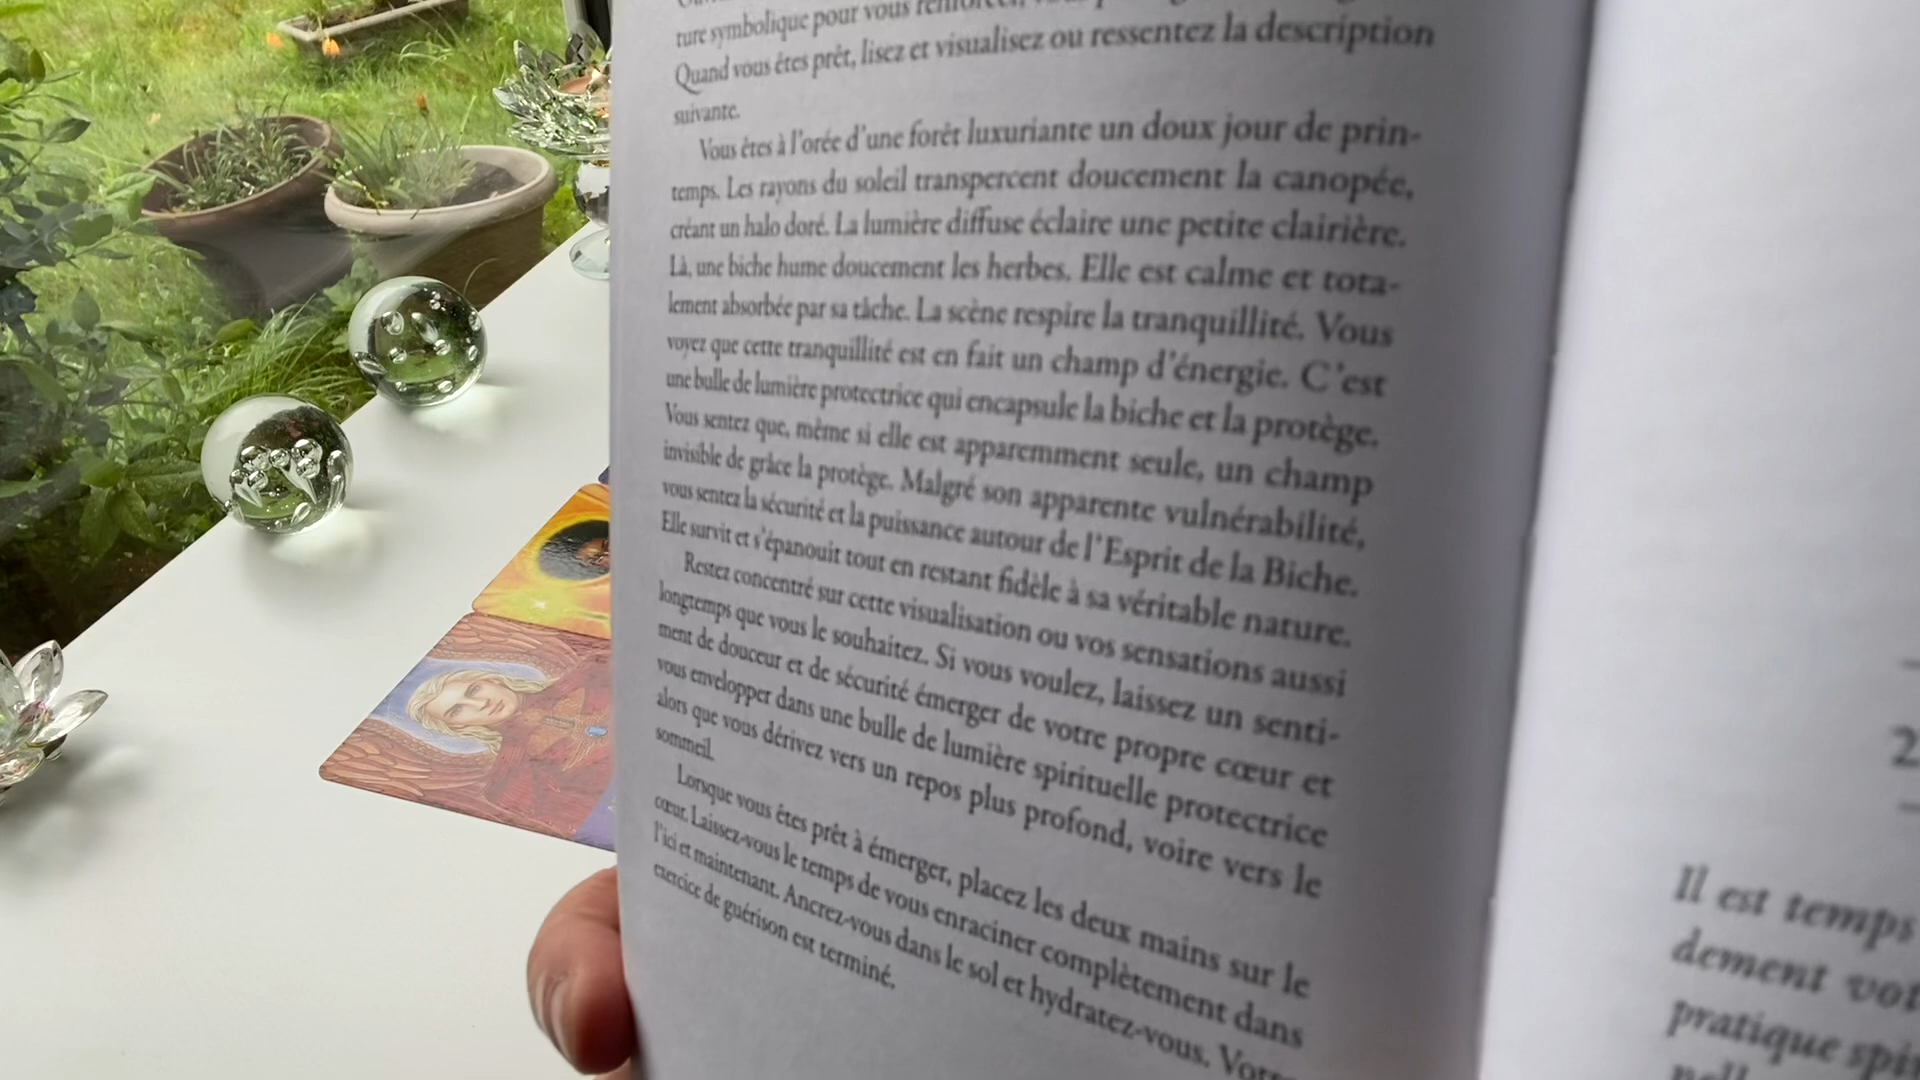 ture symbolique pour vous renforcer,
Quand vous êtes prêt, lisez et visualisez ou ressentez la description
suivante.
Vous êtes à l'orée d'une forêt luxuriante un doux jour de prin-
temps. Les rayons du soleil transpercent doucement la canopée,
créant un halo doré. La lumière diffuse éclaire une petite clairière.
Là, une biche hume doucement les herbes. Elle est calme et tota-
lement absorbée par sa tâche. La scène respire la tranquillité. Vous
voyez que cette tranquillité est en fait un champ d'énergie. C'est
une bulle de lumière protectrice qui encapsule la biche et la protège.
Vous sentez que, même si elle est apparemment seule, un champ
invisible de grâce la protège. Malgré son apparente vulnérabilité,
vous sentez la sécurité et la puissance autour de l'Esprit de la Biche.
Elle survit et s'épanouit tout en restant fidèle à sa véritable nature.
Restez concentré sur cette visualisation ou vos sensations aussi
longtemps que vous le souhaitez. Si vous voulez, laissez un senti-
ment de douceur et de sécurité émerger de votre propre cœur et
vous envelopper dans une bulle de lumière spirituelle protectrice
alors que vous dérivez vers un repos plus profond, voire vers le
sommeil.
Lorsque vous êtes prêt à émerger, placez les deux mains sur le
cœur. Laissez-vous le temps de vous enraciner complètement dans
l'ici et maintenant. Ancrez-vous dans le sol et hydratez-vous. Votre
exercice de guérison est terminé.
2
Il est temps
dement
pratique